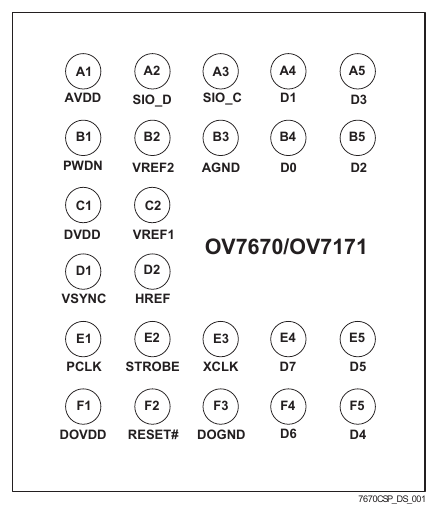 A1 A2 A3 A4 A5
AVDD SIO_D SIO_C D1 D3
B1 B2 B3 B4 B5
PWDN VREF2 AGND D0 D2
C1 C2
DVDD VREF1
OV7670/OV7171
D1 D2
VSYNC HREF
E1 E2 E3 E4 E5
PCLK STROBE XCLK D7 D5
F1 F2 F3 F4 F5
DOVDD RESET# DOGND D6 D4
7670CSP_DS_001